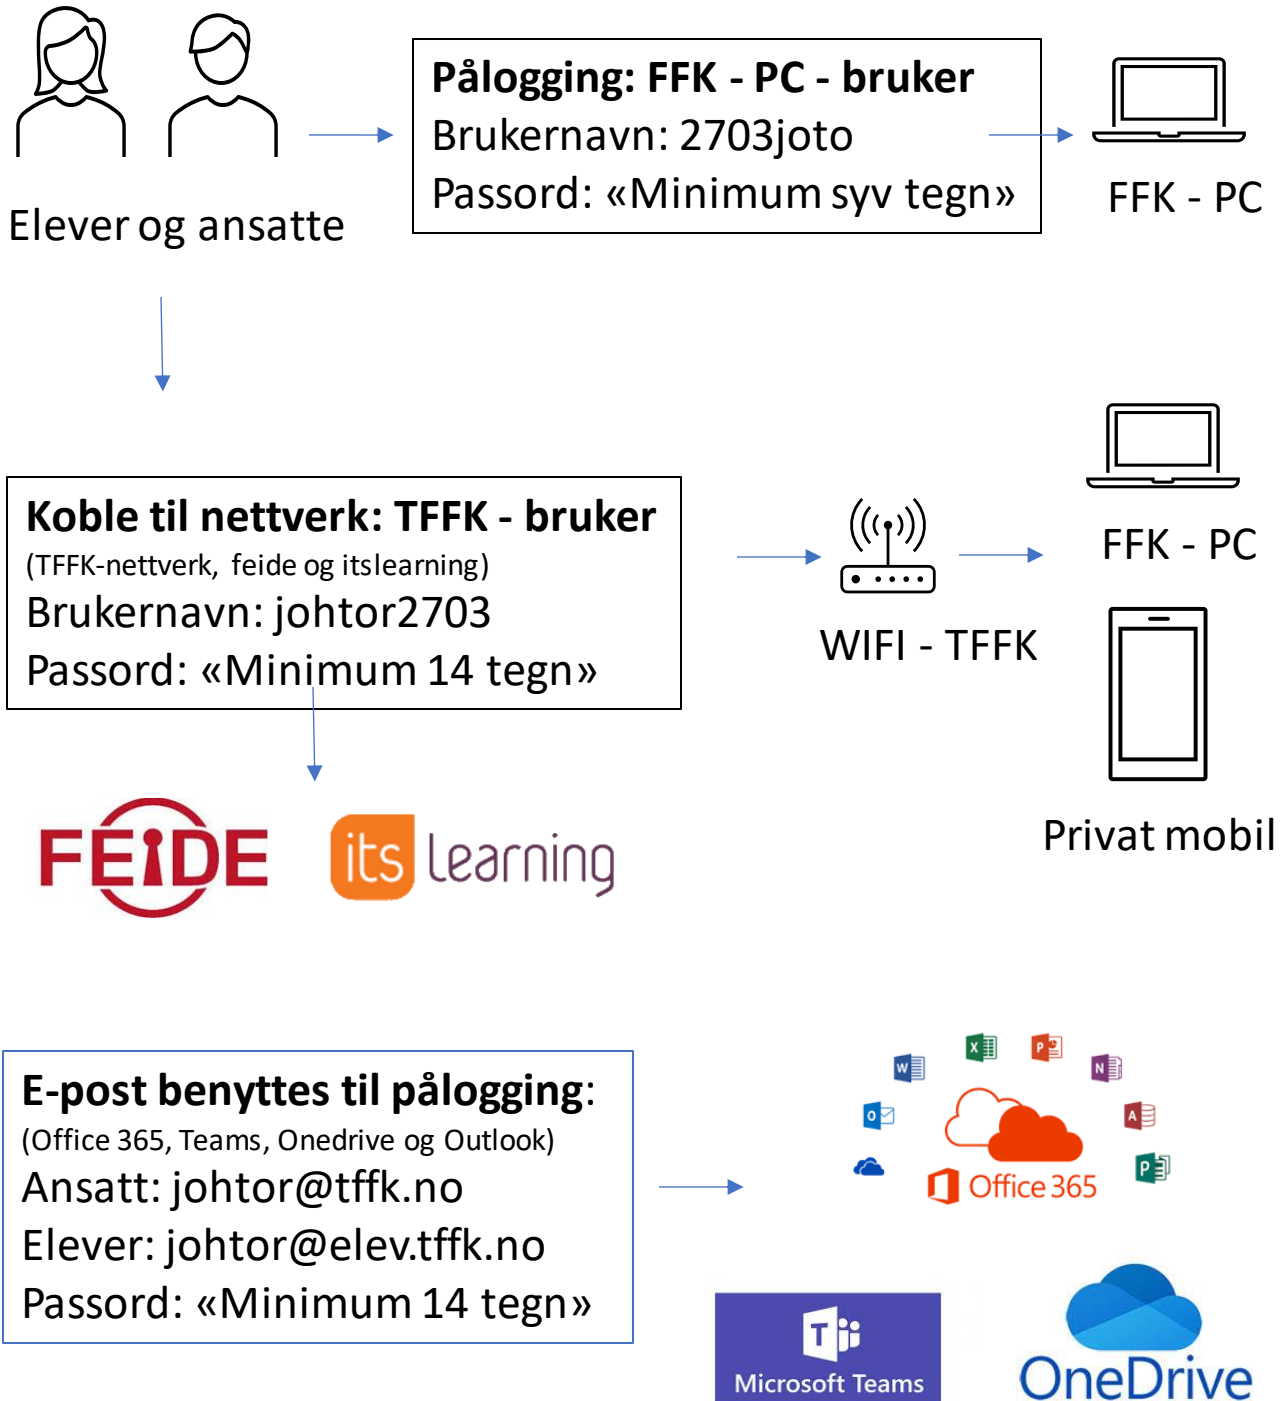 Pålogging: FFK - PC - bruker
Brukernavn: 2703joto
Passord: «Minimum syv tegn»
FFK - PC
Elever og ansatte
Koble til nettverk: TFFK - bruker
(TFFK-nettverk, feide og itslearning)
Brukernavn: johtor2703
Passord: «Minimum 14 tegn»
WIFI - TFFK
FFK - PC
Privat mobil
FEIDE
its Learning
E-post benyttes til pålogging:
(Office 365, Teams, Onedrive og Outlook)
Ansatt: johtor@tffk.no
Elever: johtor@elev.tffk.no
Passord: «Minimum 14 tegn»
W
X
P
N
O
A
P
Office 365
T
Microsoft Teams
OneDrive